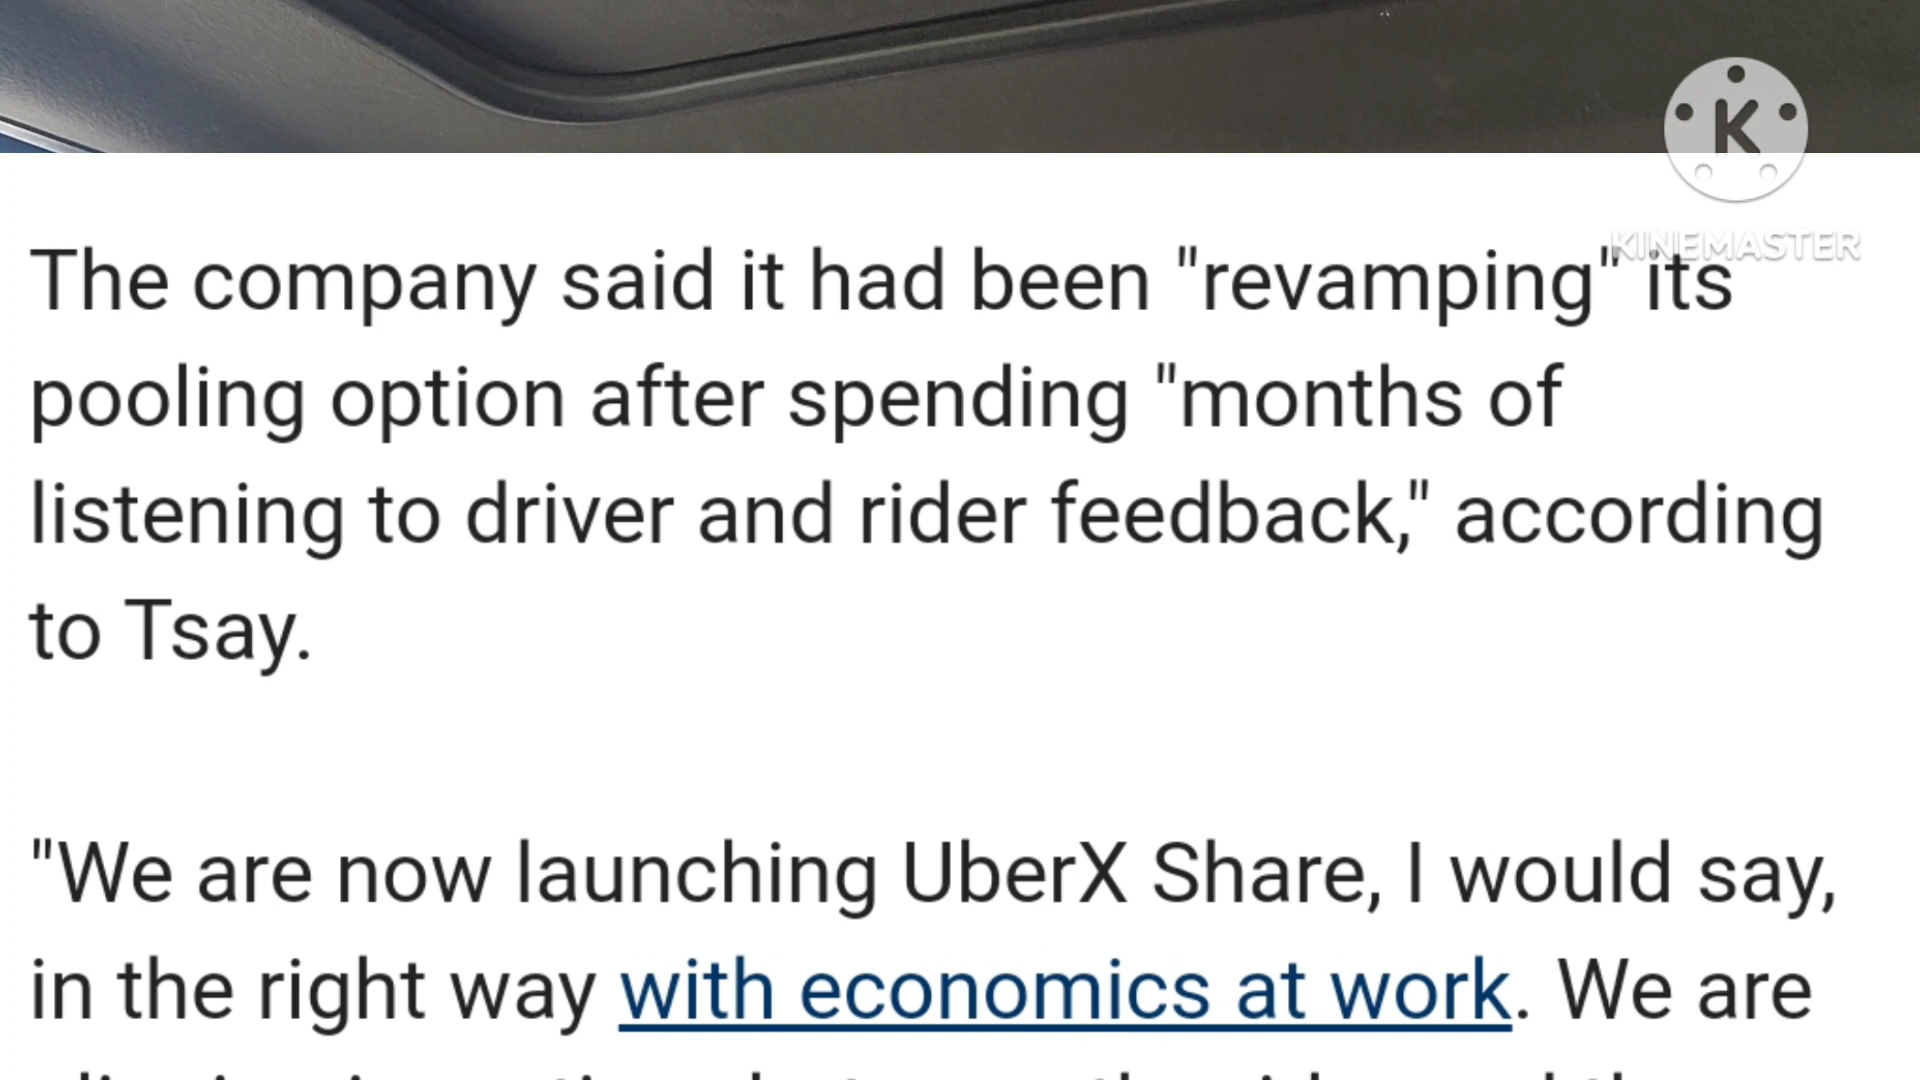 K
KINEMASTER
The company said it had been "revamping" its
pooling option after spending "months of
listening to driver and rider feedback," according
to Tsay.
"We are now launching UberX Share, I would say,
in the right way with economics at work. We are